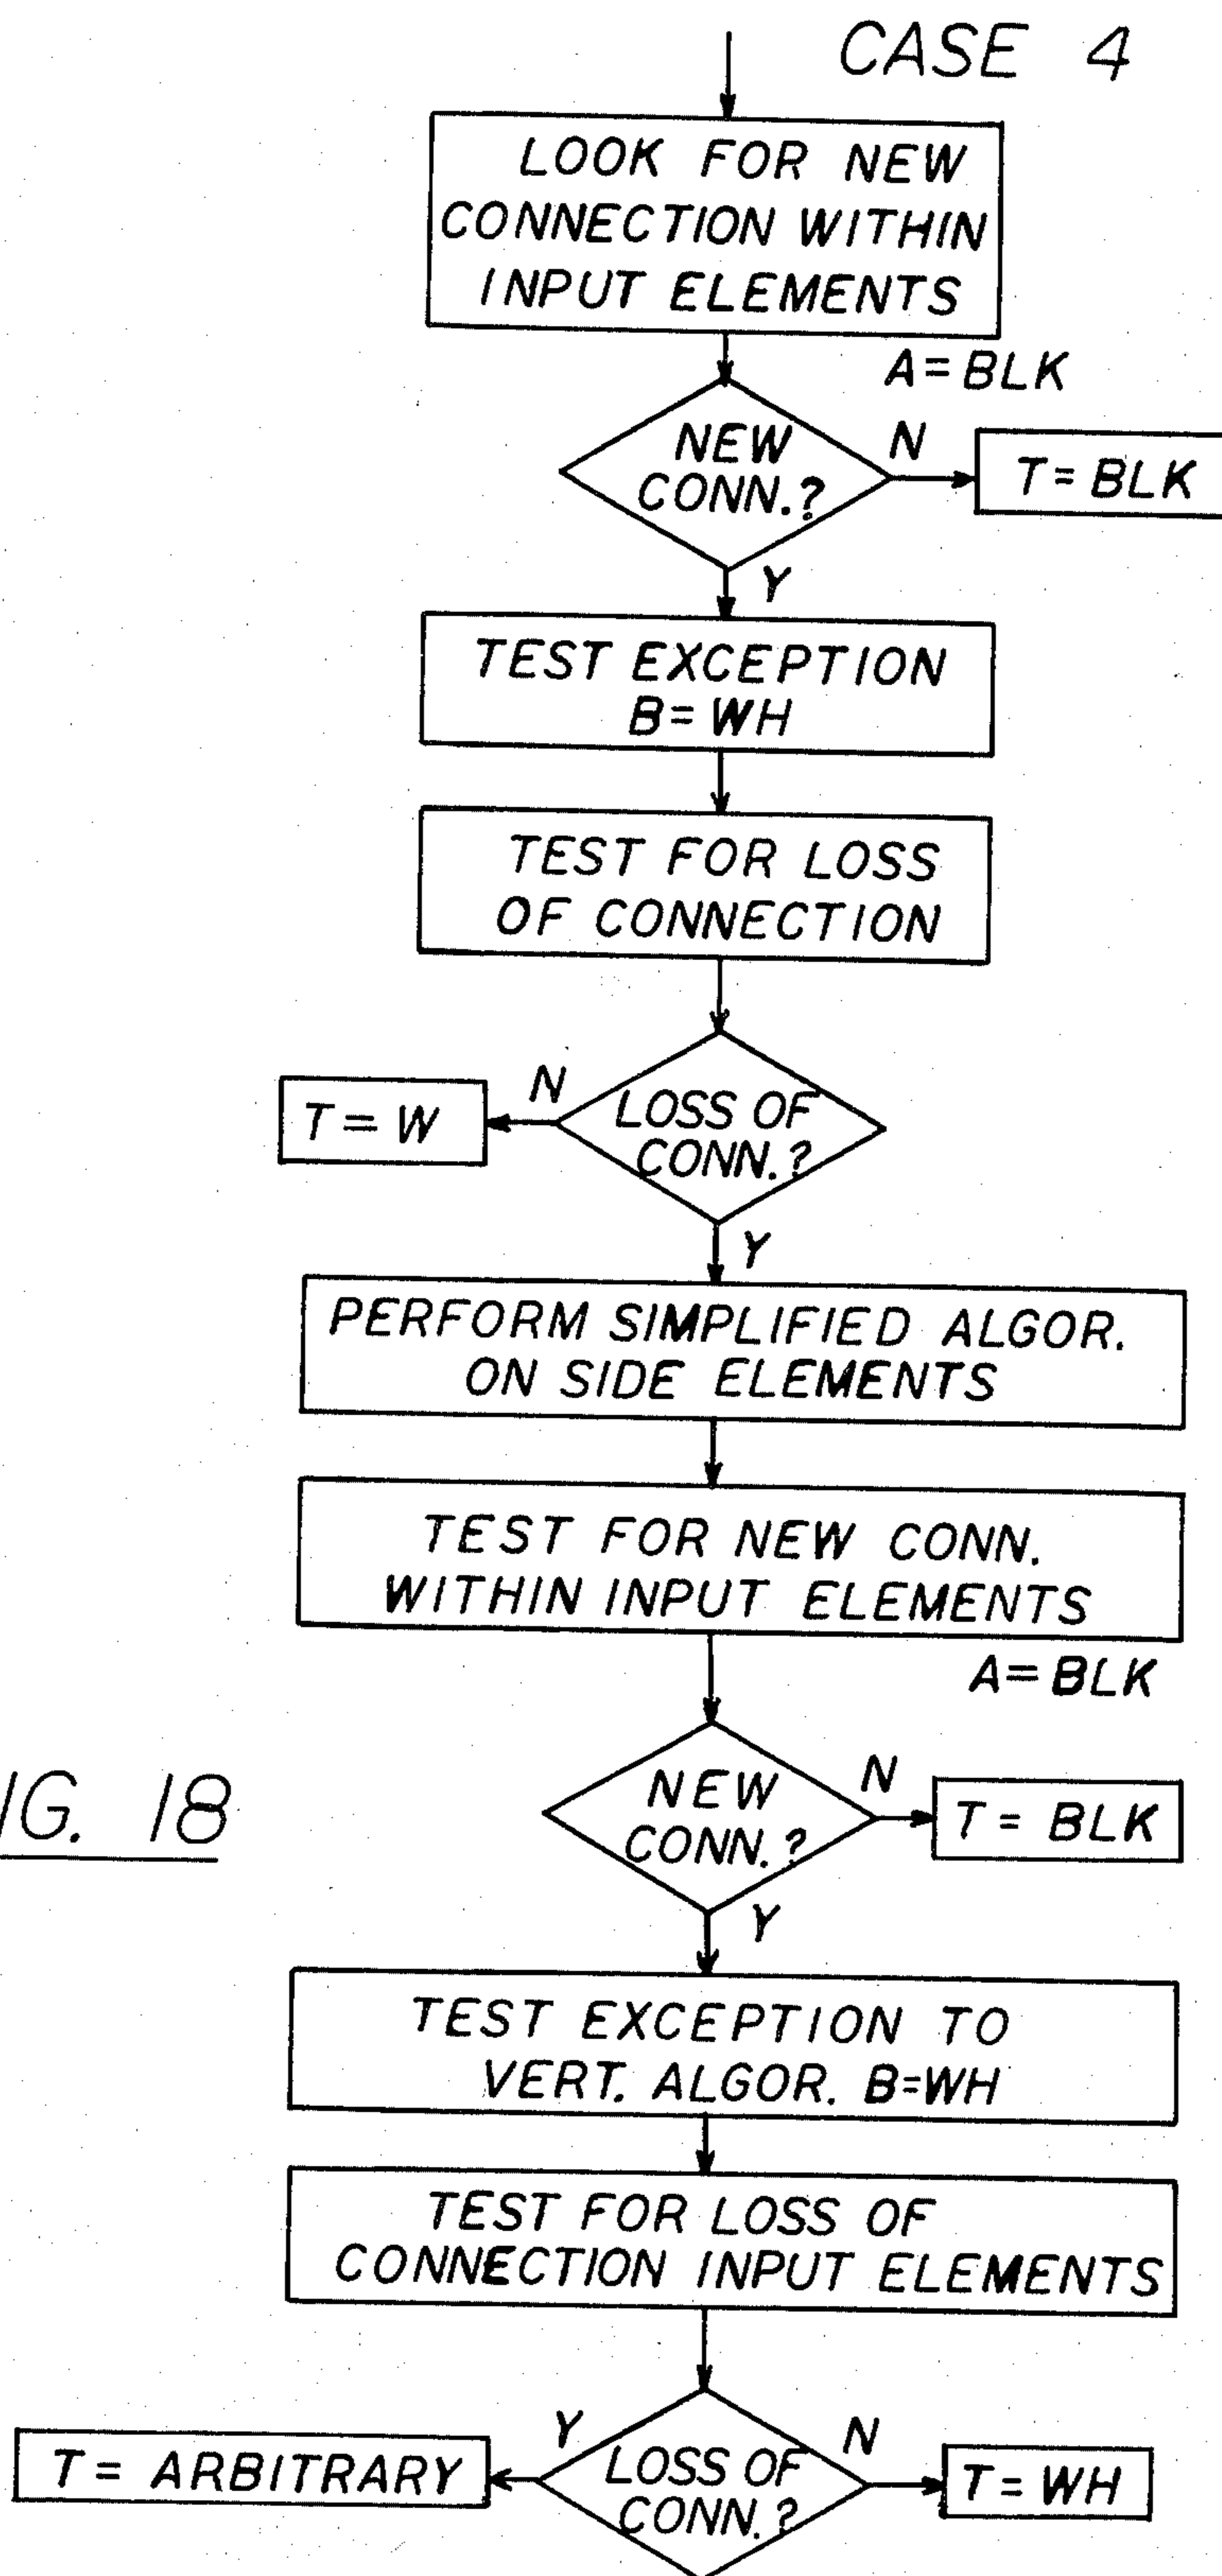 CASE 4
LOOK FOR NEW
CONNECTION WITHIN
INPUT ELEMENTS
A=BLK
NEW
CONN.?
N
T=BLK
Y
TEST EXCEPTION
B=WH
TEST FOR LOSS
OF CONNECTION
N
T=W
LOSS OF
CONN.?
Y
PERFORM SIMPLIFIED ALGOR.
ON SIDE ELEMENTS
TEST FOR NEW CONN.
WITHIN INPUT ELEMENTS
A=BLK
IG. 18
NEW
CONN.?
N
T= BLK
Y
TEST EXCEPTION TO
VERT. ALGOR. B=WH
TEST FOR LOSS OF
CONNECTION INPUT ELEMENTS
T= ARBITRARY
Y
LOSS OF
CONN.?
N
T=WH